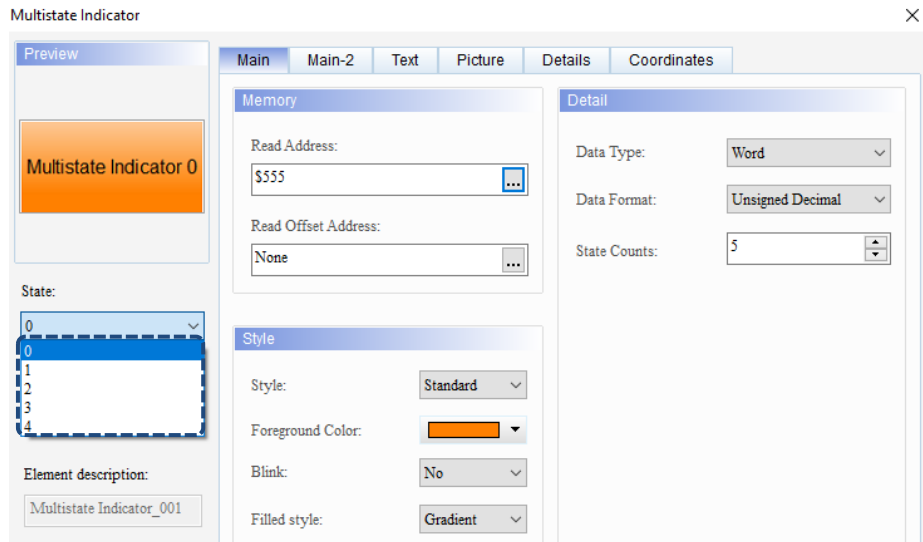 Multistate Indicator
Preview
Multistate Indicator 0
State:
0
0
1
2
3
4
Element description:
Multistate Indicator_001
Main Main-2 Text Picture Details Coordinates
Memory
Read Address:
$555
...
Read Offset Address:
None
...
Style
Style: Standard
Foreground Color:
Blink: No
Filled style: Gradient
Detail
Data Type: Word
Data Format: Unsigned Decimal
State Counts: 5